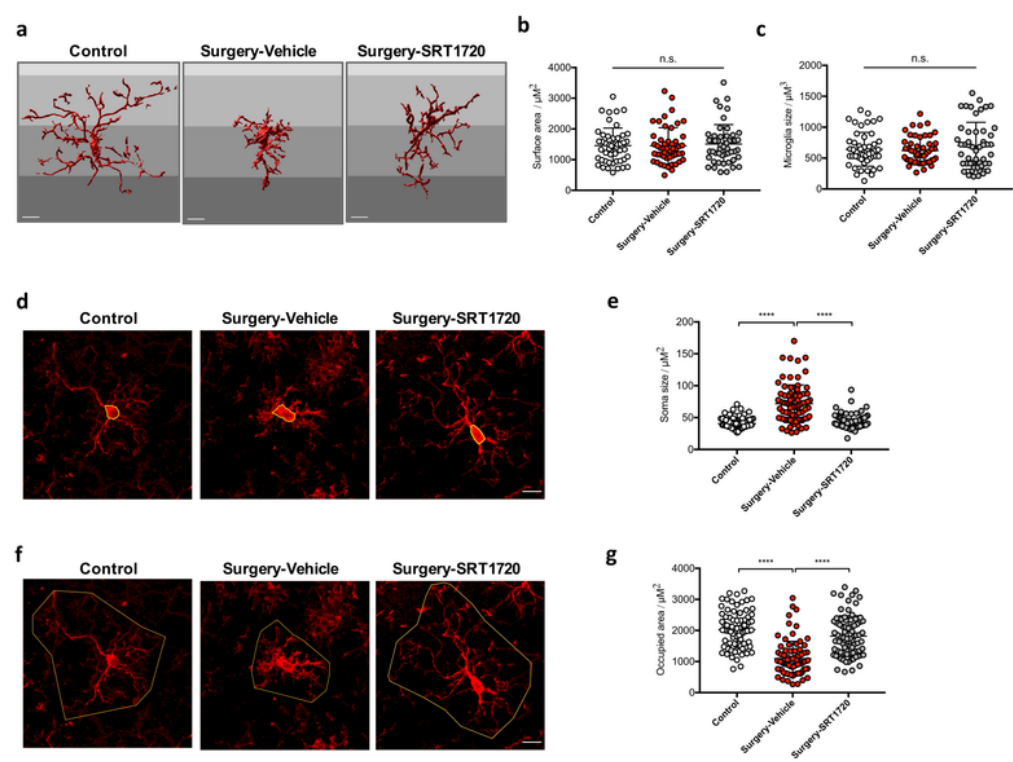 a
Control
Surgery-Vehicle
Surgery-SRT1720
b
n.s.
Surface area / µM2
4000
3000
2000
1000
0
Control
Surgery-Vehicle
Surgery-SRT1720
c
n.s.
Microglia size / µM3
2000
1500
1000
500
0
Control
Surgery-Vehicle
Surgery-SRT1720
d
Control
Surgery-Vehicle
Surgery-SRT1720
e
**** ****
Soma size / µM2
200
150
100
50
0
Control
Surgery-Vehicle
Surgery-SRT1720
f
Control
Surgery-Vehicle
Surgery-SRT1720
g
**** ****
Occupied area / µM2
4000
3000
2000
1000
0
Control
Surgery-Vehicle
Surgery-SRT1720